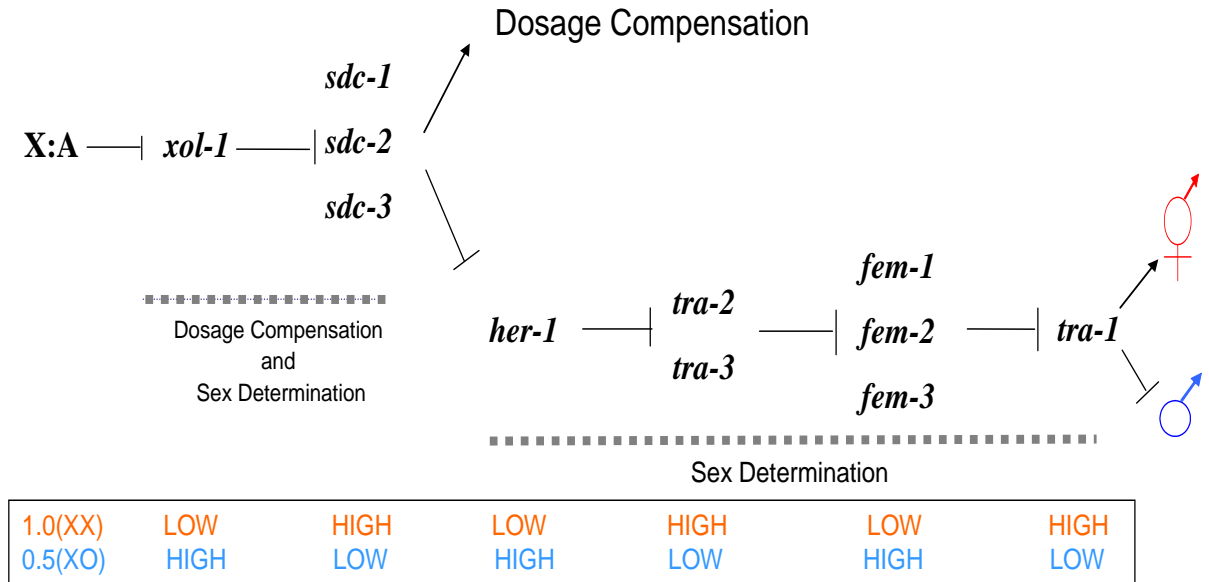 Dosage Compensation
sdc-1
X:A xol-1 sdc-2
sdc-3
Dosage Compensation
and
Sex Determination
her-1
tra-2
tra-3
fem-1
fem-2
fem-3
tra-1
Sex Determination
1.0(XX) LOW HIGH LOW HIGH LOW HIGH
0.5(XO) HIGH LOW HIGH LOW HIGH LOW